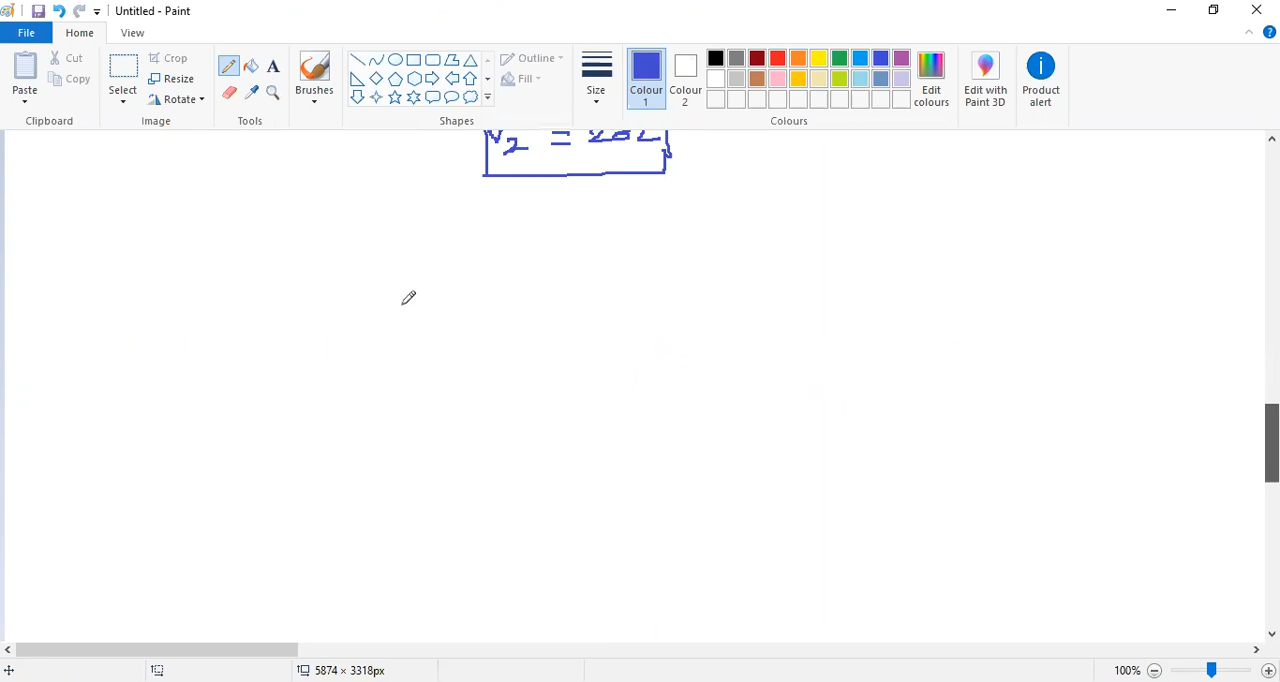 Untitled - Paint
File
Home
View
Paste
Cut
Copy
Clipboard
Select
Crop
Resize
Rotate
Image
A
Tools
Brushes
Outline
Fill
Shapes
Size
Colour 1
Colour 2
Edit colours
Edit with Paint 3D
Product alert
Colours
V2 =
5874 × 3318px
100%